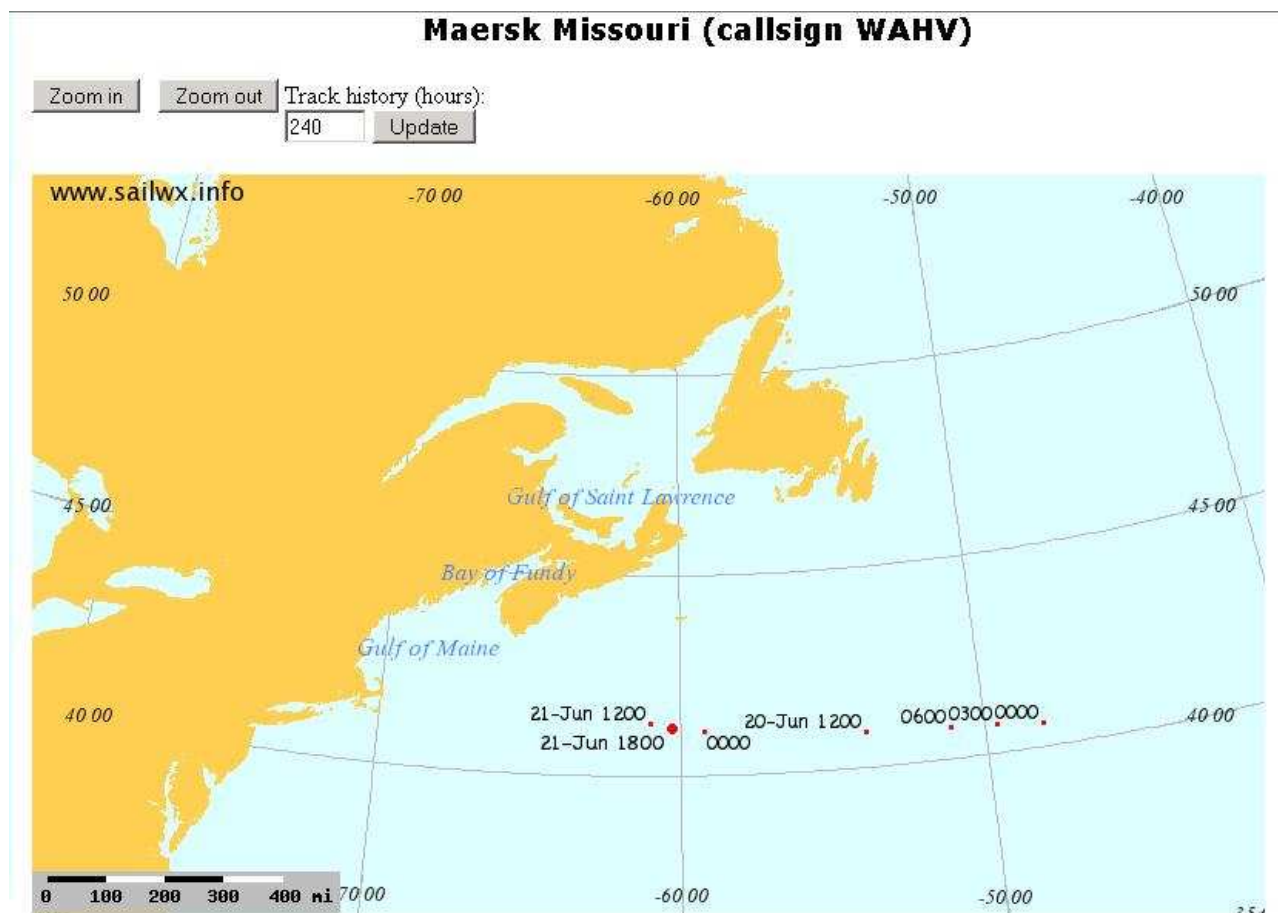 Maersk Missouri (callsign WAHV)
Zoom in Zoom out Track history (hours):
240 Update
www.sailwx.info
-70 00 -60 00 -50 00 -40 00
50 00 50 00
Gulf of Saint Lawrence
45 00 45 00
Bay of Fundy
Gulf of Maine
21-Jun 1200 20-Jun 1200 0600 0300 0000
40 00 40 00
21-Jun 1800 0000
70 00 -60 00 -50 00
0 100 200 300 400 mi